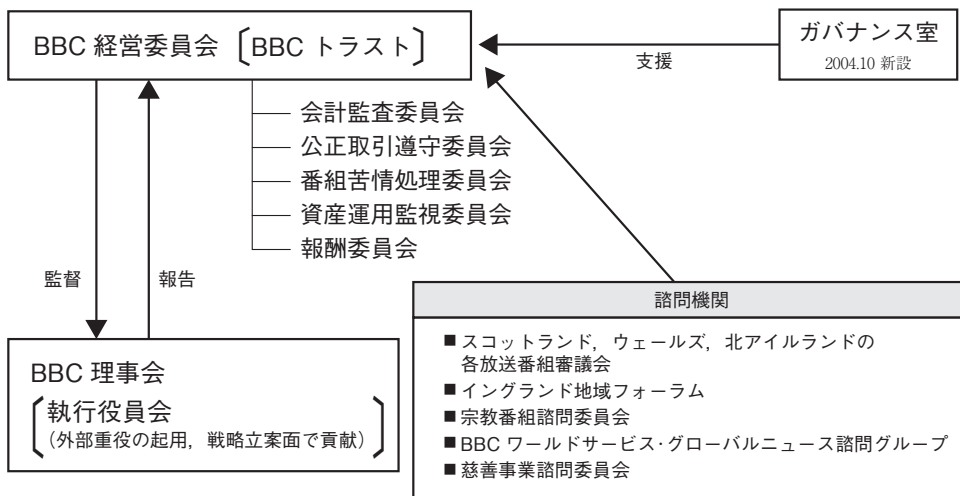 BBC 経営委員会〔BBC トラスト〕
ガバナンス室
2004.10 新設
支援
会計監査委員会
公正取引遵守委員会
番組苦情処理委員会
資産運用監視委員会
報酬委員会
監督
報告
BBC 理事会
〔執行役員会
(外部重役の起用，戦略立案面で貢献)〕
諮問機関
■ スコットランド，ウェールズ，北アイルランドの
各放送番組審議会
■ イングランド地域フォーラム
■ 宗教番組諮問委員会
■ BBC ワールドサービス・グローバルニュース諮問グループ
■ 慈善事業諮問委員会